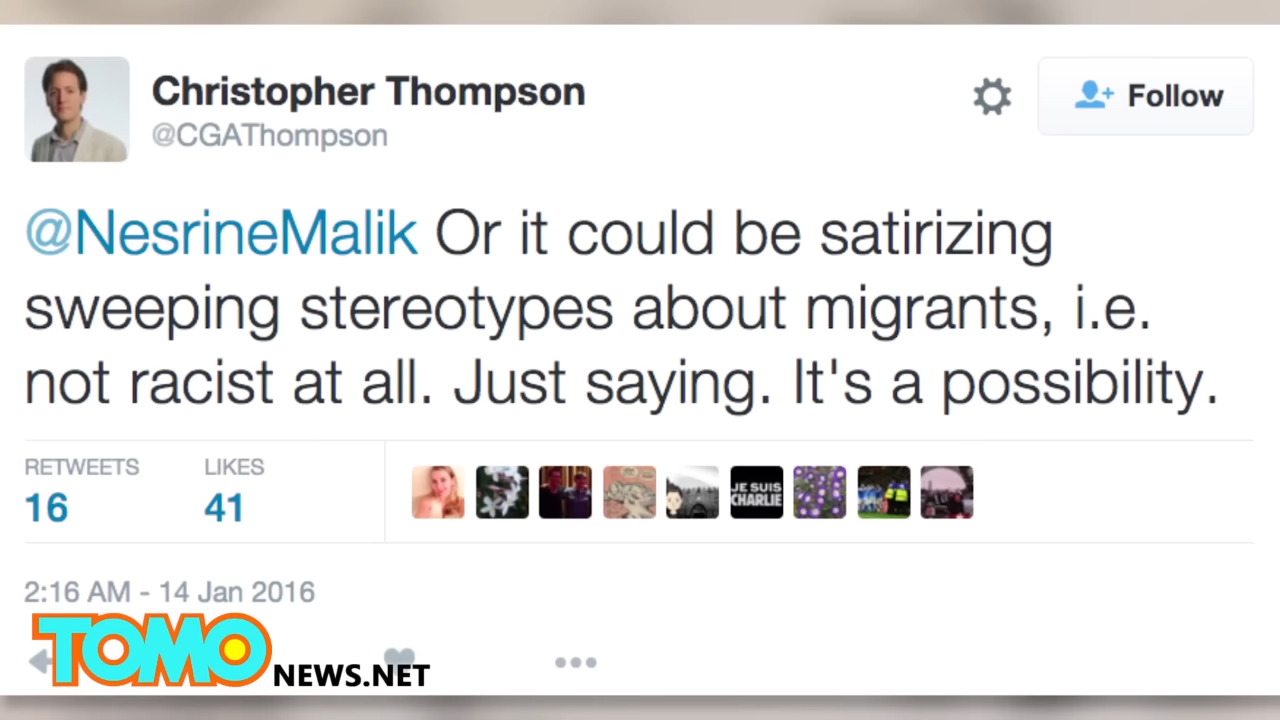 Christopher Thompson
@CGAThompson
Follow
@NesrineMalik Or it could be satirizing
sweeping stereotypes about migrants, i.e.
not racist at all. Just saying. It's a possibility.
RETWEETS
16
LIKES
41
JE SUIS
CHARLIE
2:16 AM - 14 Jan 2016
TOMO NEWS.NET